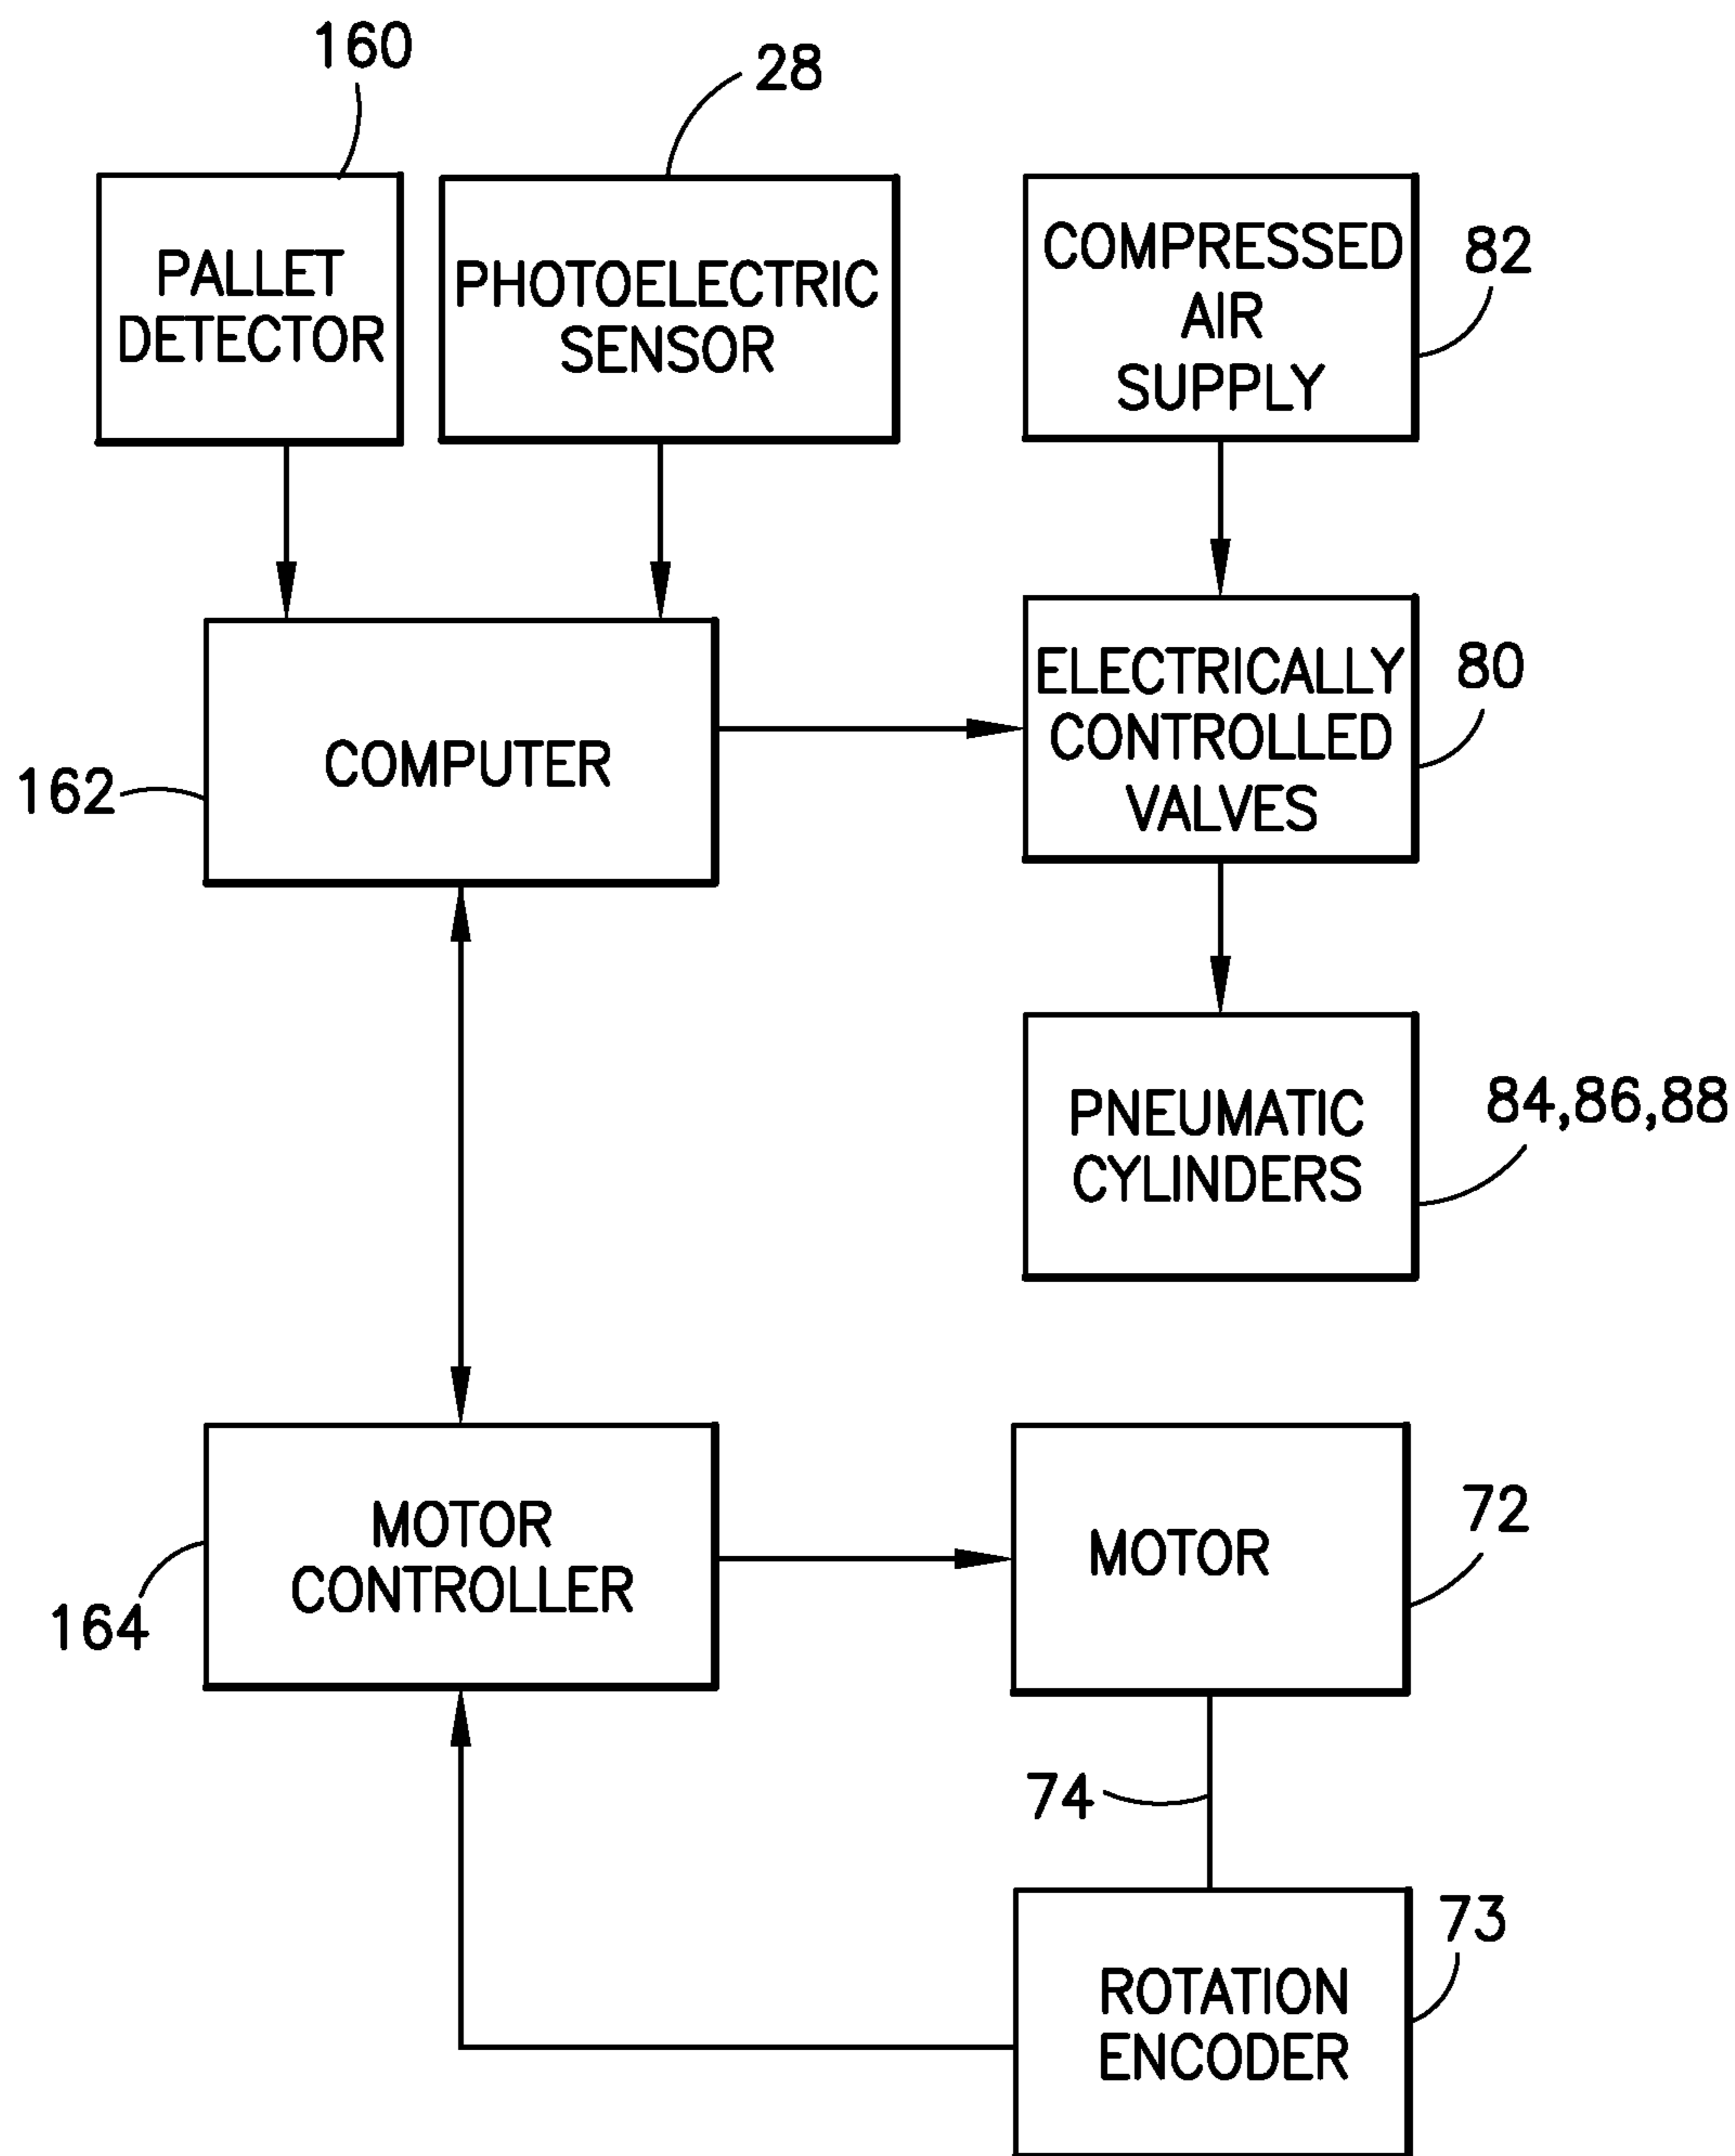 160
28
PALLET
DETECTOR
PHOTOELECTRIC
SENSOR
COMPRESSED
AIR
SUPPLY
82
COMPUTER
162
ELECTRICALLY
CONTROLLED
VALVES
80
PNEUMATIC
CYLINDERS
84,86,88
MOTOR
CONTROLLER
164
MOTOR
72
74
ROTATION
ENCODER
73